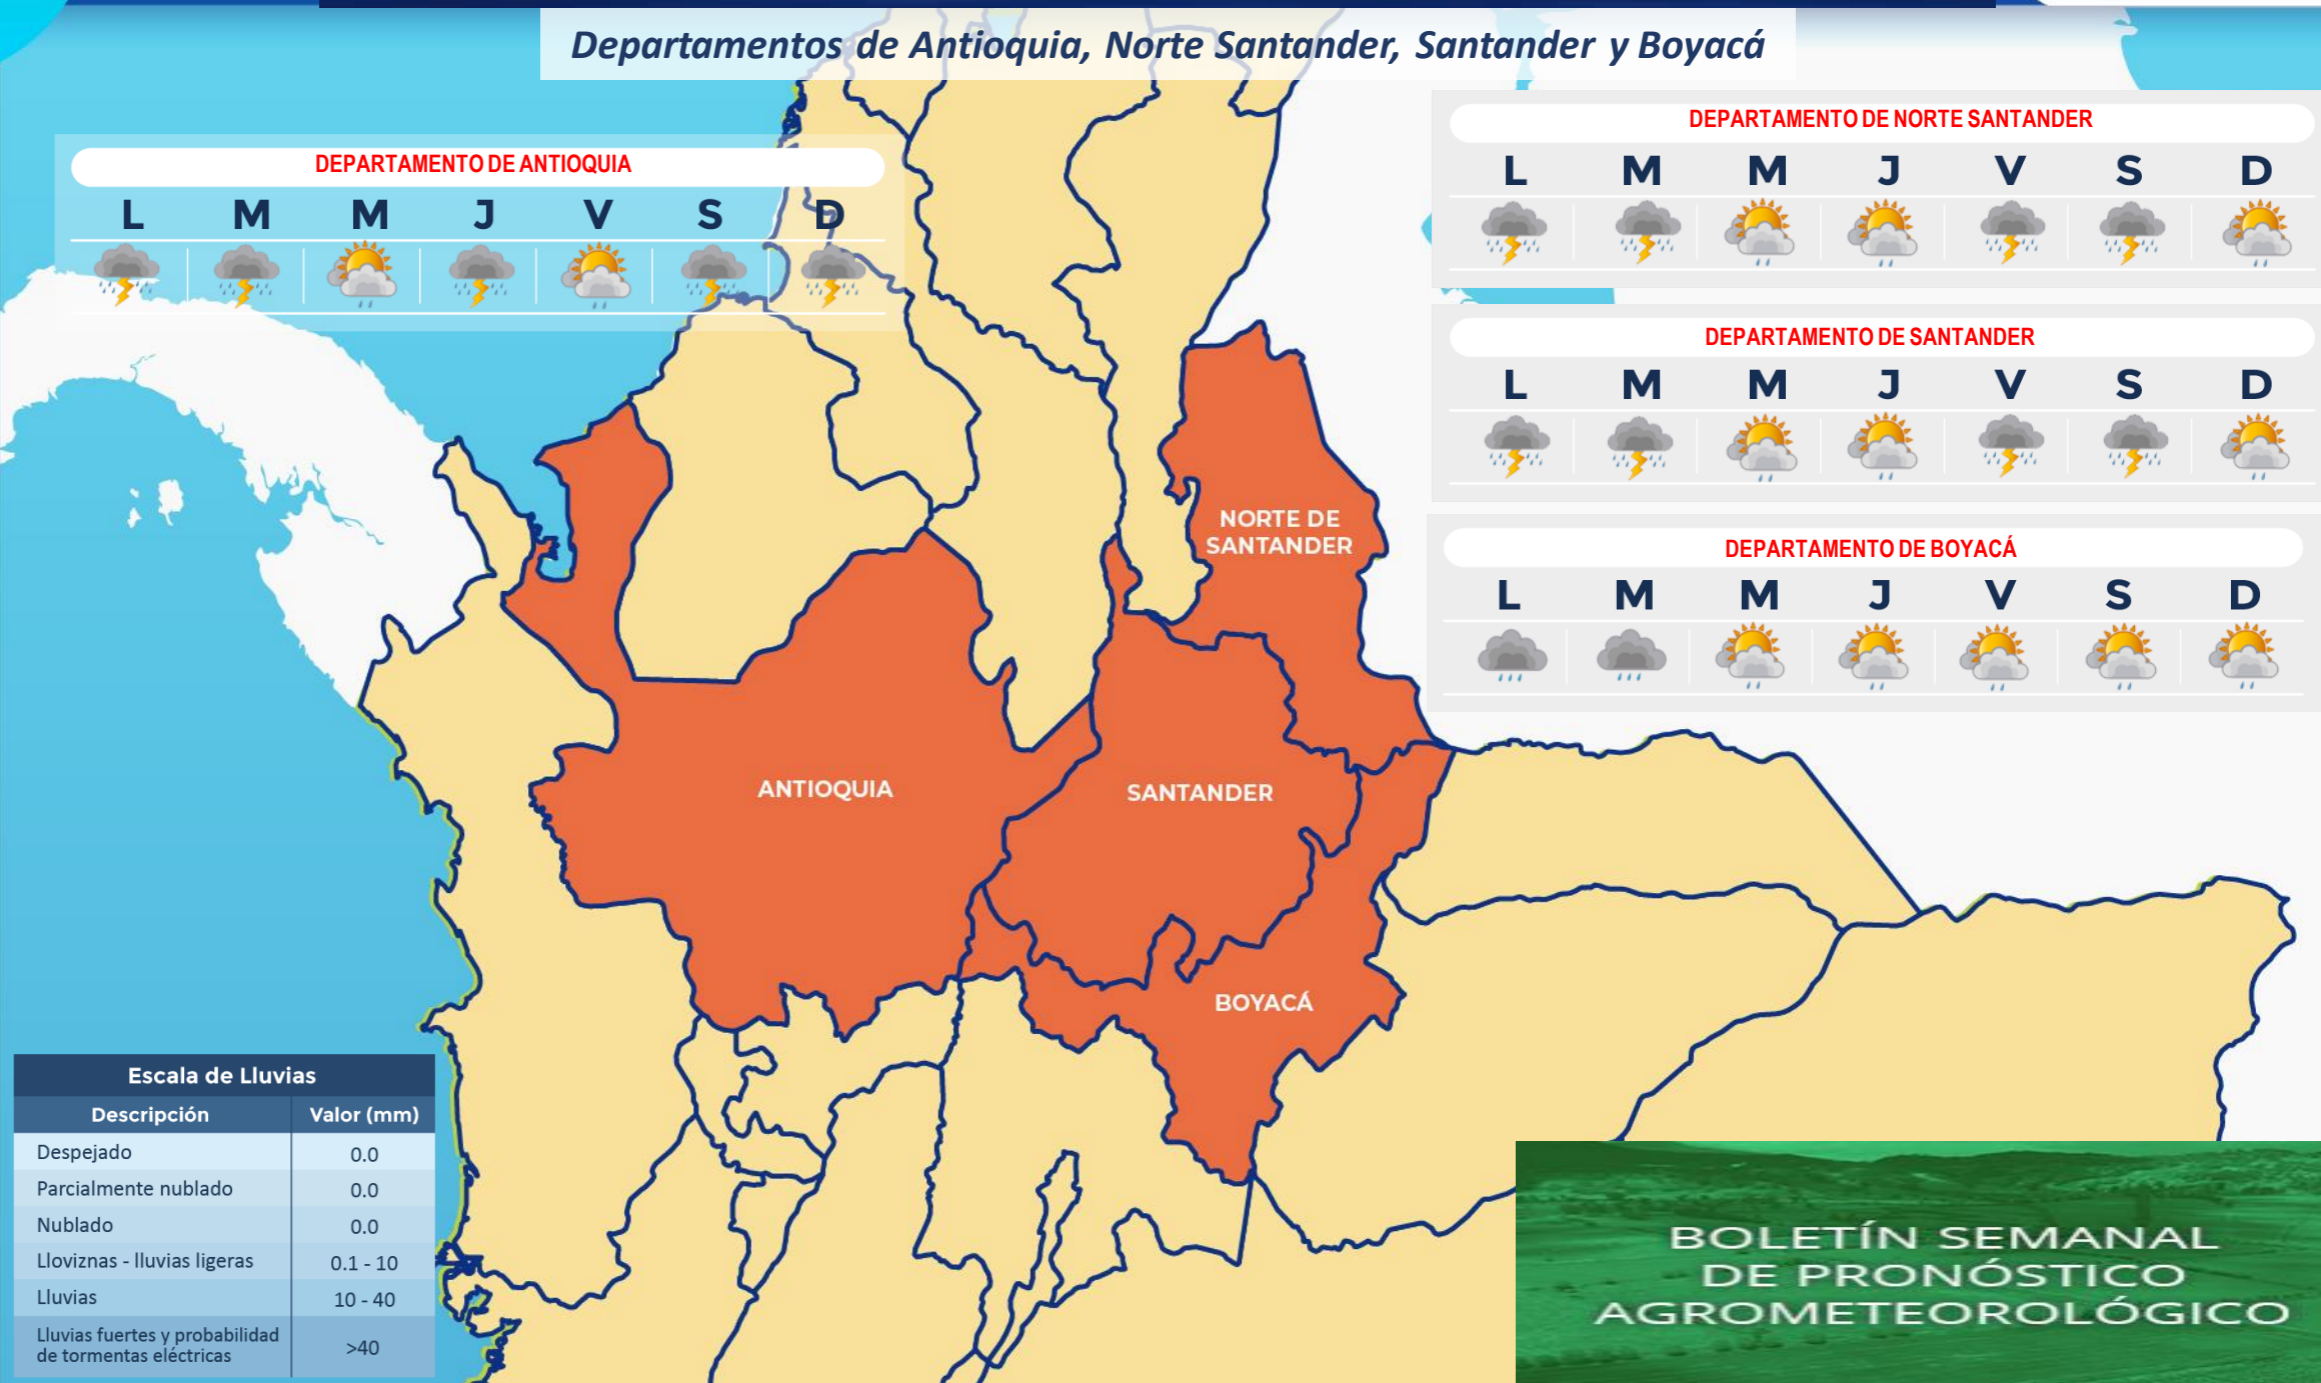 Departamentos de Antioquia, Norte Santander, Santander y Boyacá
DEPARTAMENTO DE ANTIOQUIA
L M M J V S D
DEPARTAMENTO DE NORTE SANTANDER
L M M J V S D
DEPARTAMENTO DE SANTANDER
L M M J V S D
DEPARTAMENTO DE BOYACÁ
L M M J V S D
NORTE DE
SANTANDER
ANTIOQUIA
SANTANDER
BOYACÁ
Escala de Lluvias
Descripción Valor (mm)
Despejado 0.0
Parcialmente nublado 0.0
Nublado 0.0
Lloviznas - lluvias ligeras 0.1 - 10
Lluvias 10 - 40
Lluvias fuertes y probabilidad
de tormentas eléctricas >40
BOLETÍN SEMANAL
DE PRONÓSTICO
AGROMETEOROLÓGICO